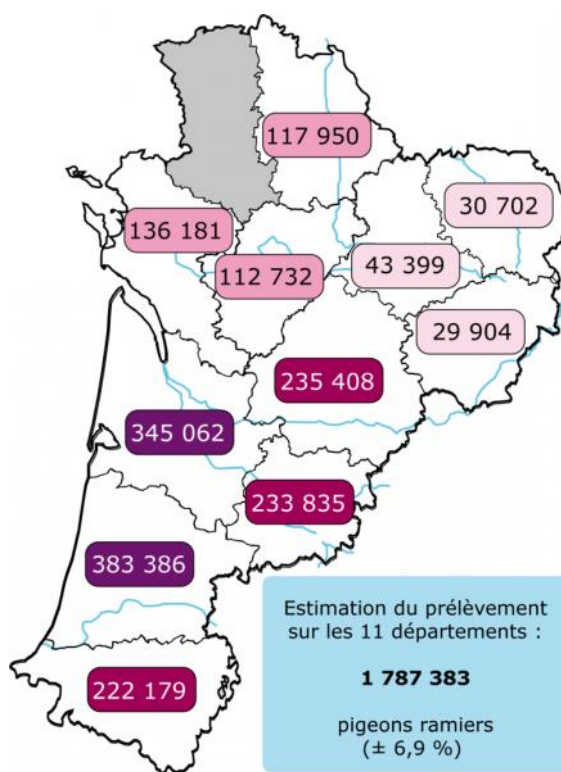 117 950
30 702
136 181
43 399
112 732
29 904
235 408
345 062
233 835
383 386
222 179
Estimation du prélèvement
sur les 11 départements :
1 787 383
pigeons ramiers
(± 6,9 %)